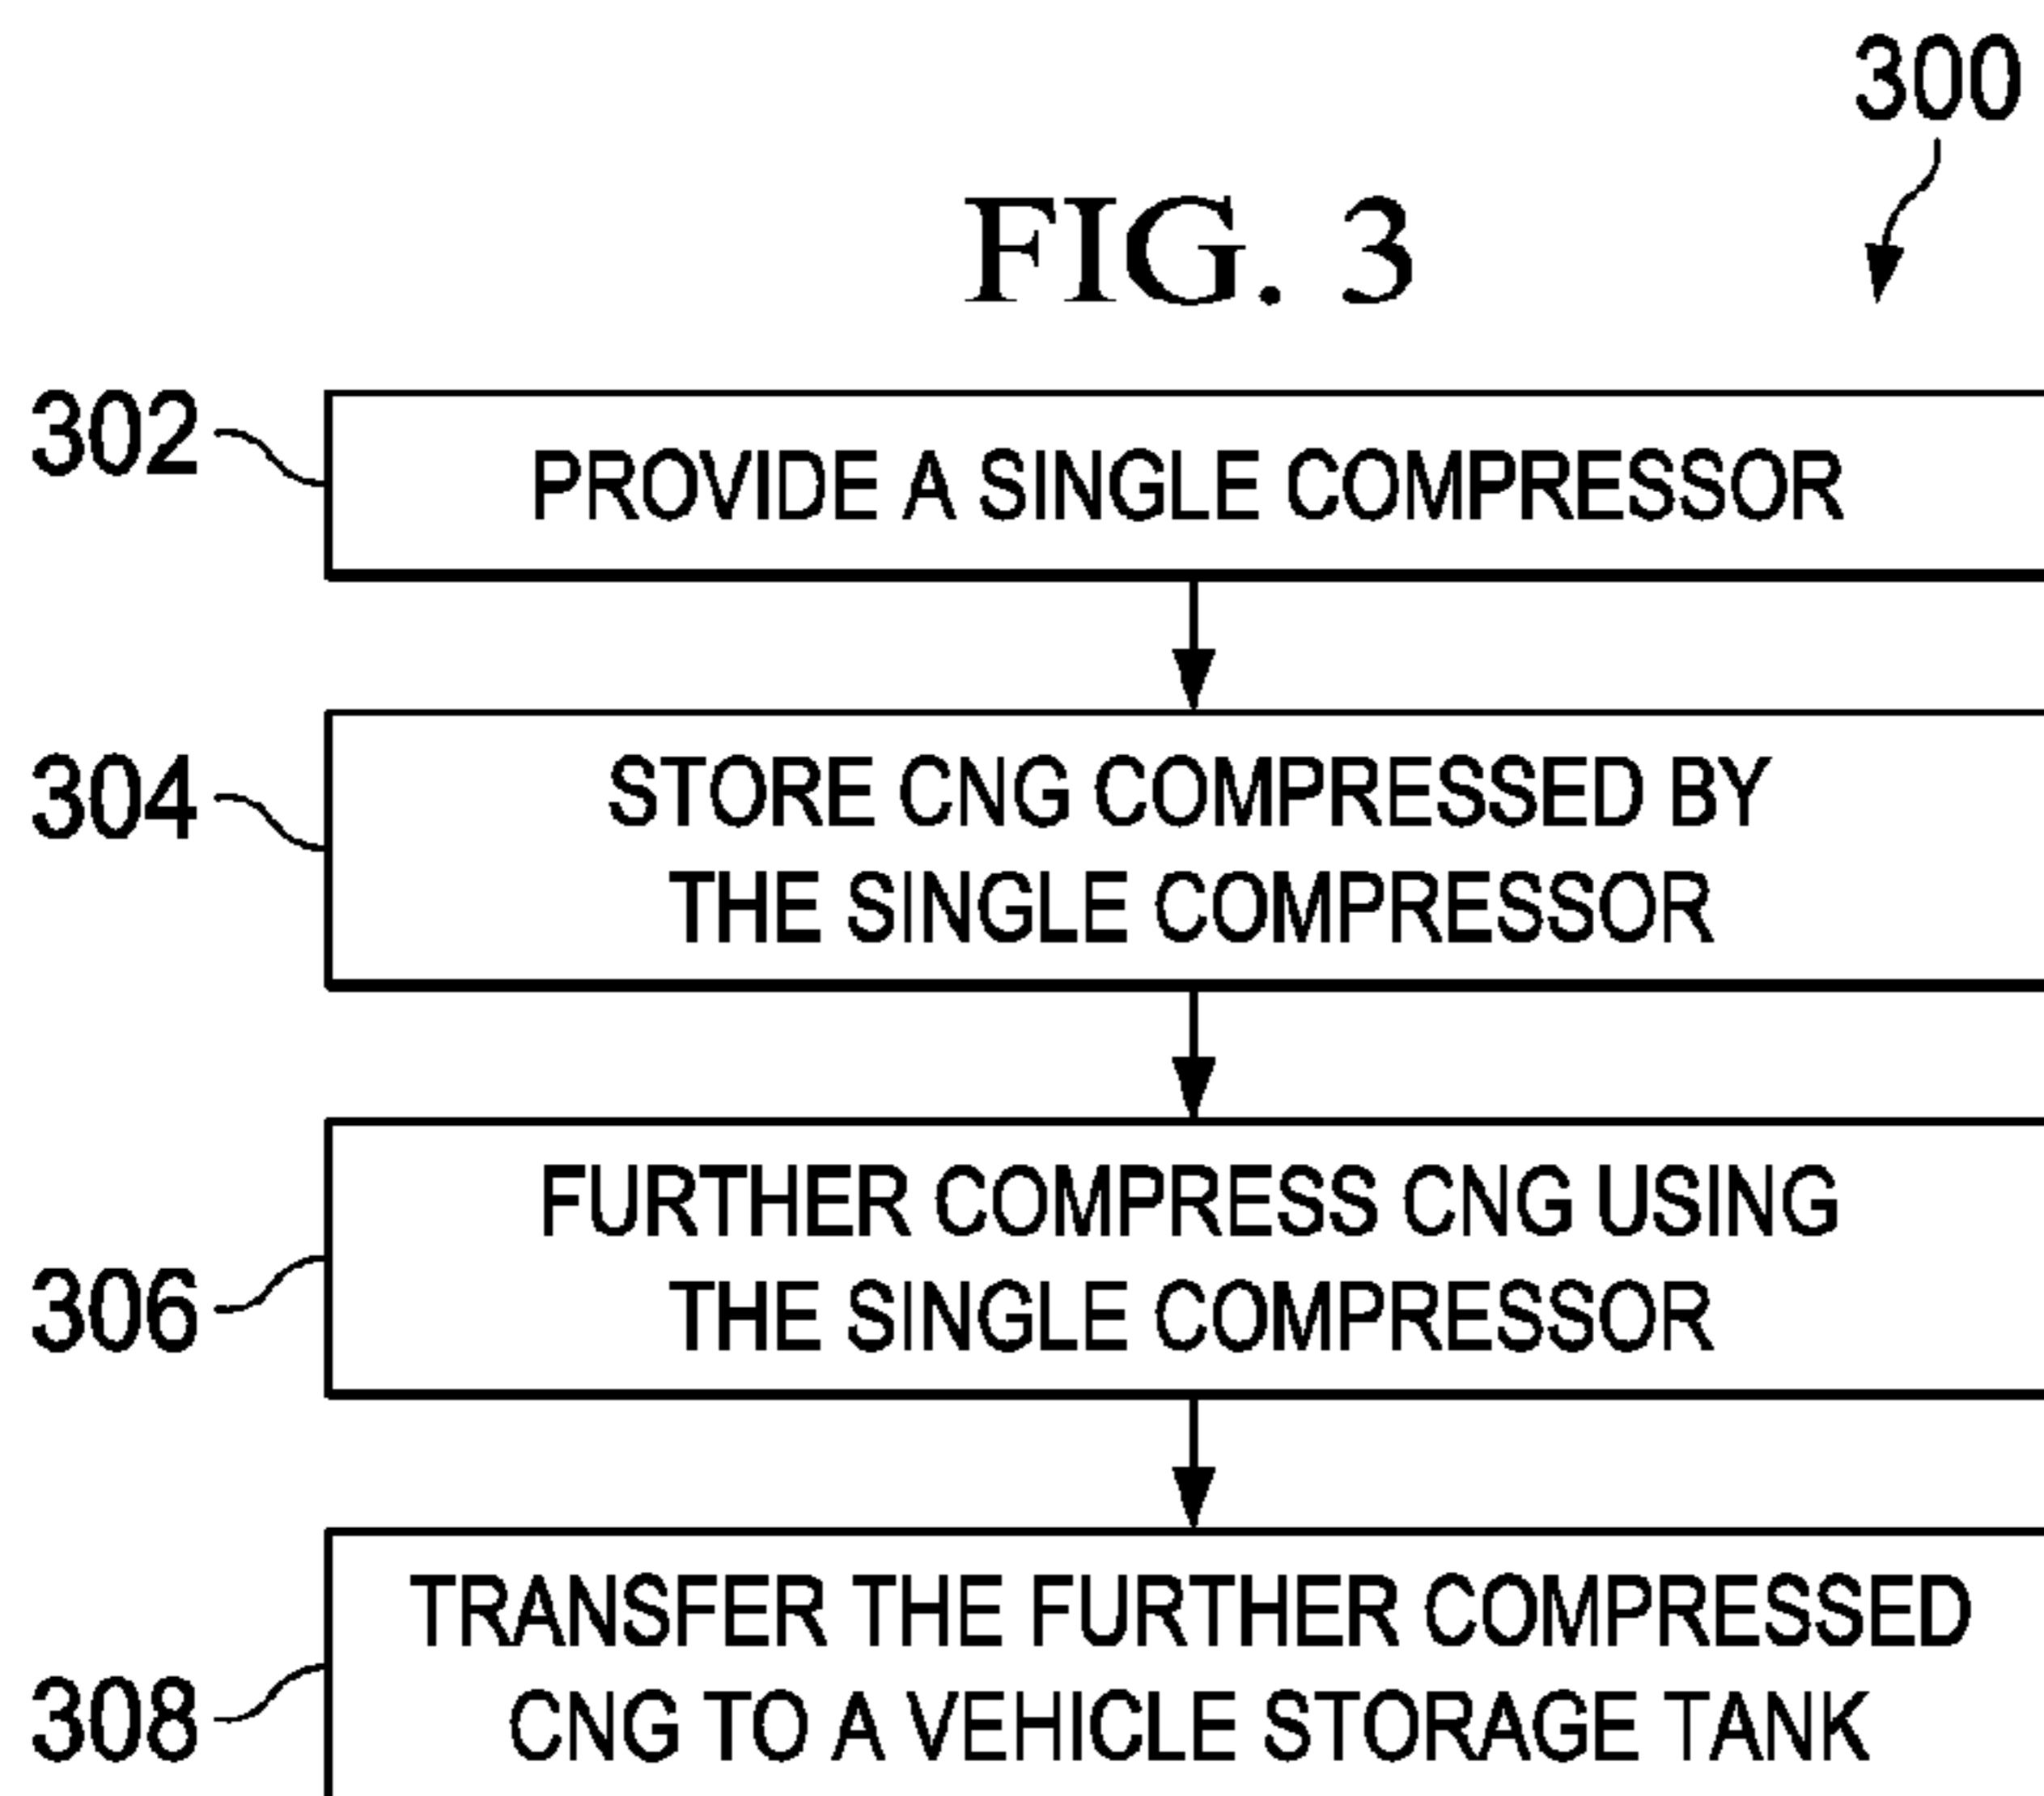 300
FIG. 3
302
PROVIDE A SINGLE COMPRESSOR
304
STORE CNG COMPRESSED BY
THE SINGLE COMPRESSOR
306
FURTHER COMPRESS CNG USING
THE SINGLE COMPRESSOR
308
TRANSFER THE FURTHER COMPRESSED
CNG TO A VEHICLE STORAGE TANK